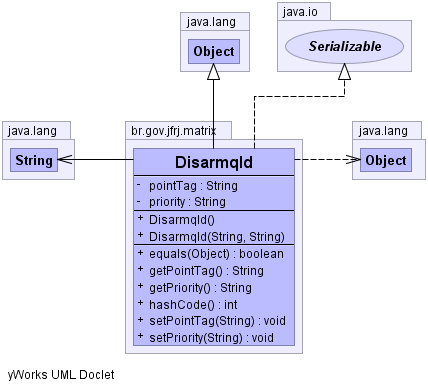 java.lang
Object
java.io
Serializable
java.lang
String
br.gov.jfrj.matrix
java.lang
Object
DisarmqId
- pointTag : String
- priority : String
+ DisarmqId()
+ DisarmqId(String, String)
+ equals(Object) : boolean
+ getPointTag() : String
+ getPriority() : String
+ hashCode() : int
+ setPointTag(String) : void
+ setPriority(String) : void
yWorks UML Doclet